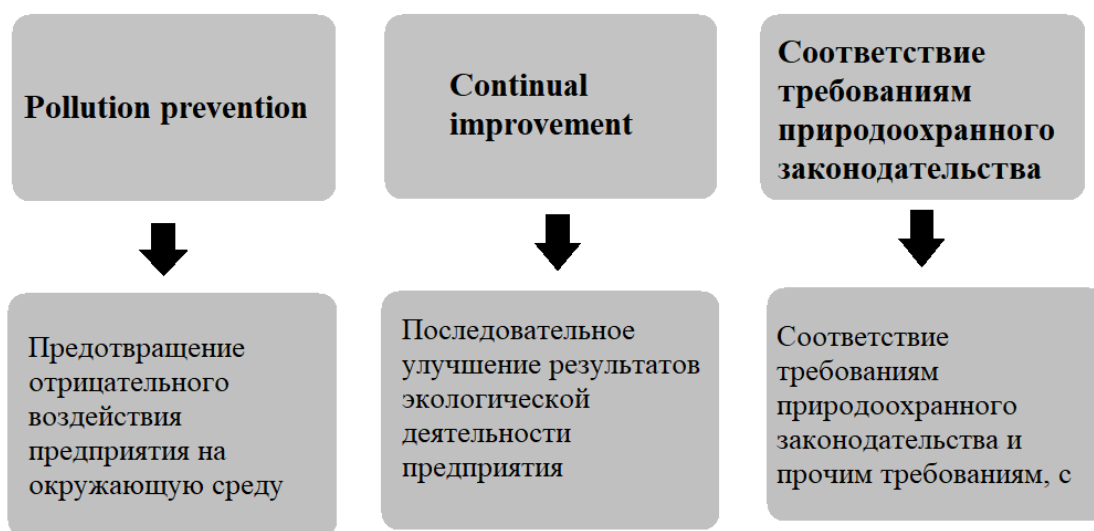 Pollution prevention
Continual
improvement
Соответствие
требованиям
природоохранного
законодательства
Предотвращение
отрицательного
воздействия
предприятия на
окружающую среду
Последовательное
улучшение результатов
экологической
деятельности
предприятия
Соответствие
требованиям
природоохранного
законодательства и
прочим требованиям, с